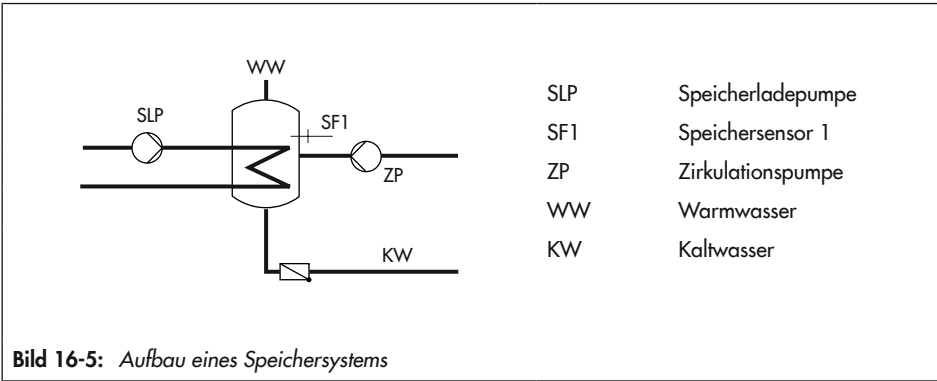 WW
SLP
SF1
ZP
KW
SLP Speicherladepumpe
SF1 Speichersensor 1
ZP Zirkulationspumpe
WW Warmwasser
KW Kaltwasser
Bild 16-5: Aufbau eines Speichersystems